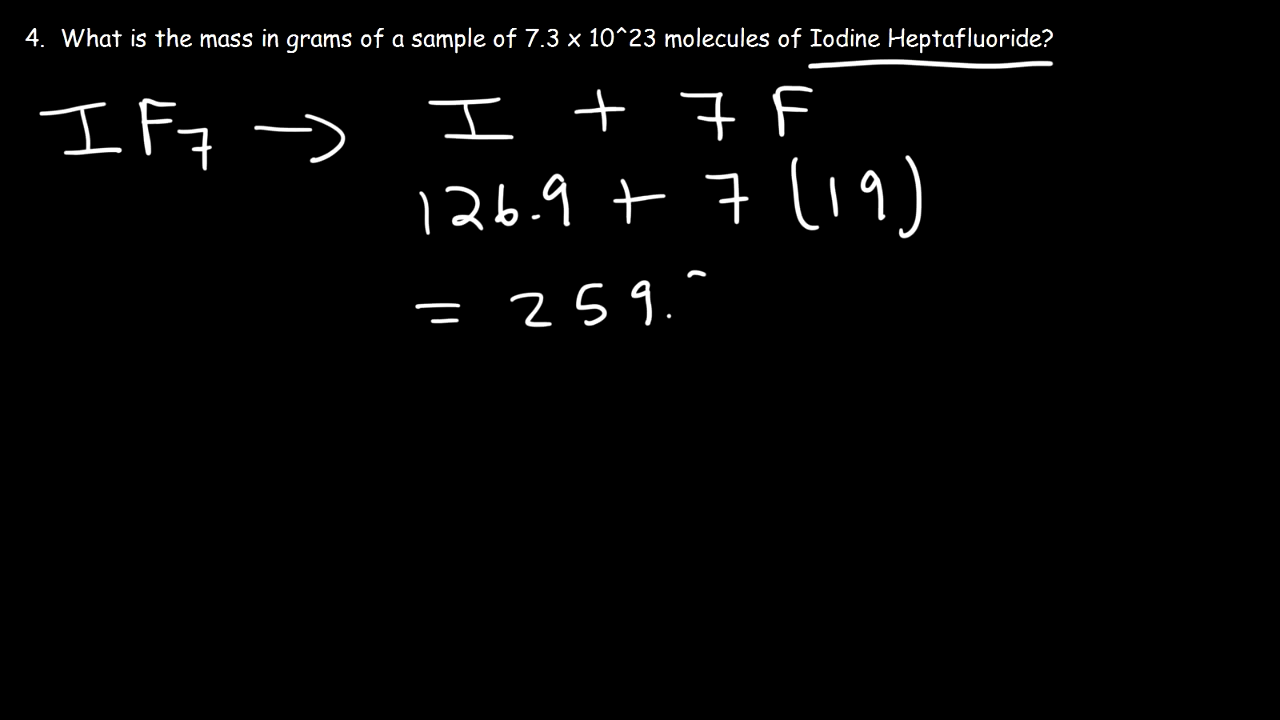 4. What is the mass in grams of a sample of 7.3 x 10^23 molecules of Iodine Heptafluoride?
IF₇ → I + 7 F
126.9 + 7 (19)
= 259.